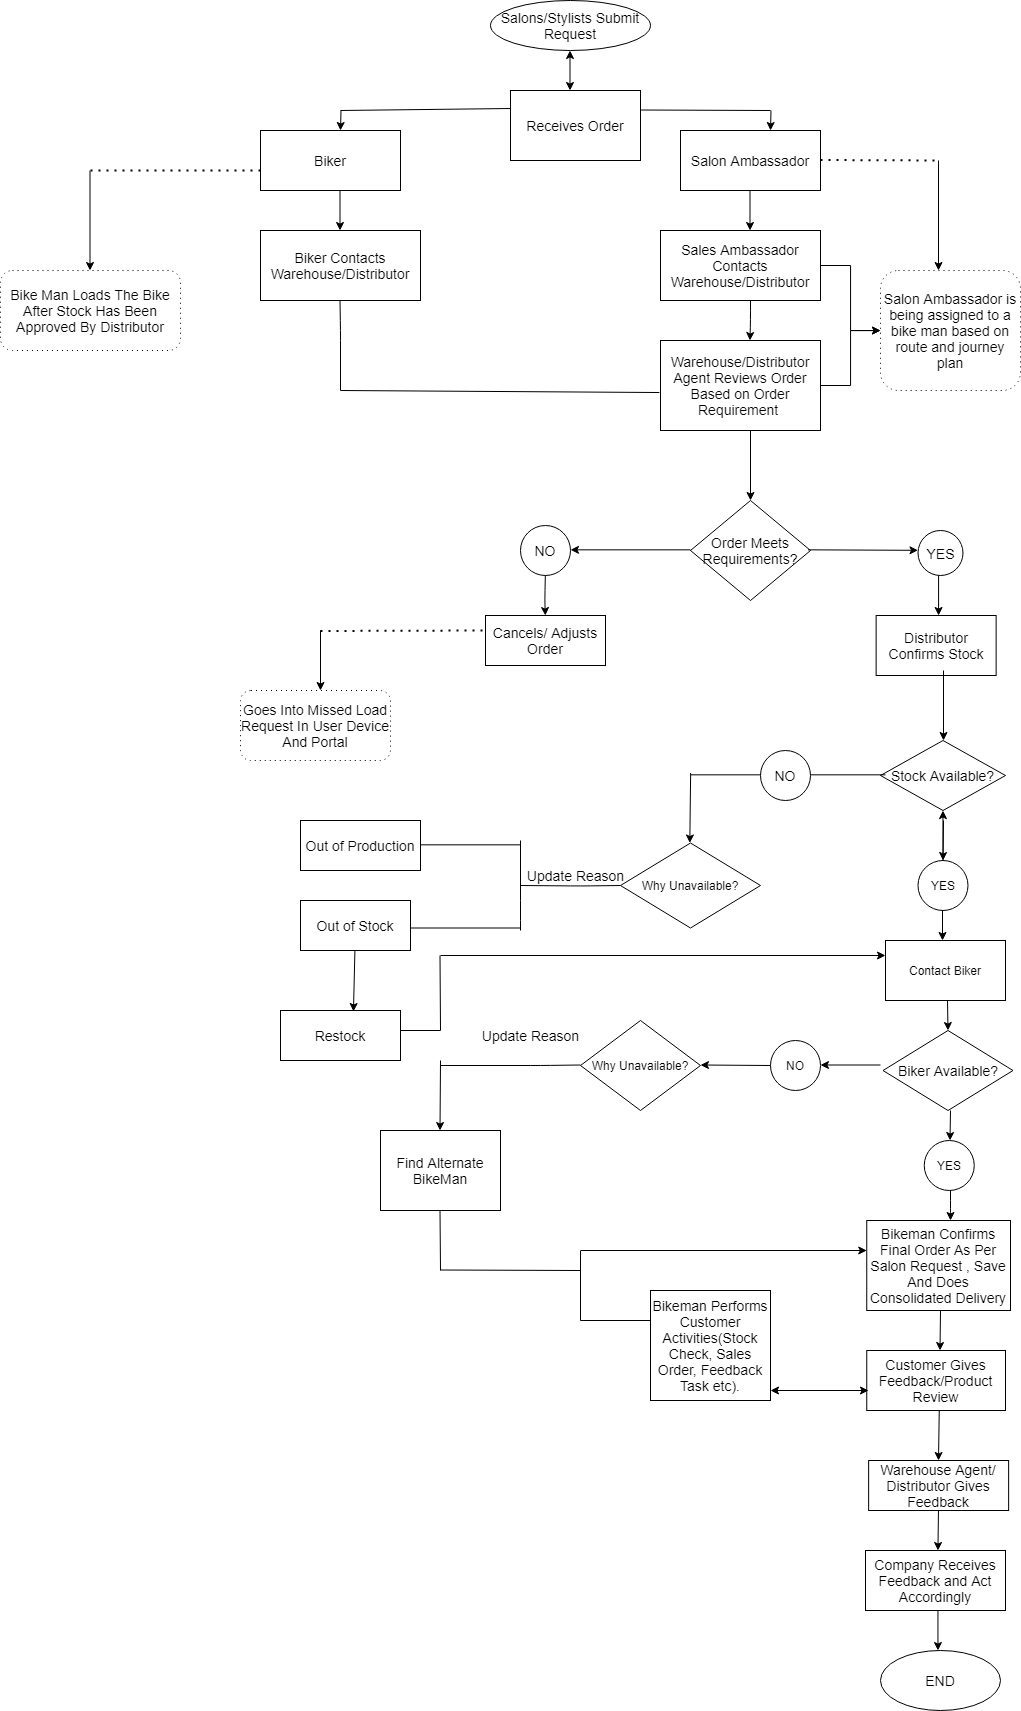 Salons/Stylists Submit
Request
Receives Order
Biker
Salon Ambassador
Biker Contacts
Warehouse/Distributor
Sales Ambassador
Contacts
Warehouse/Distributor
Bike Man Loads The Bike
After Stock Has Been
Approved By Distributor
Salon Ambassador is
being assigned to a
bike man based on
route and journey
plan
Warehouse/Distributor
Agent Reviews Order
Based on Order
Requirement
Order Meets
Requirements?
NO
YES
Cancels/ Adjusts
Order
Distributor
Confirms Stock
Goes Into Missed Load
Request In User Device
And Portal
NO
Stock Available?
Out of Production
Update Reason
Why Unavailable?
YES
Out of Stock
Contact Biker
Restock
Update Reason
Why Unavailable?
NO
Biker Available?
Find Alternate
BikeMan
YES
Bikeman Confirms
Final Order As Per
Salon Request , Save
And Does
Consolidated Delivery
Bikeman Performs
Customer
Activities(Stock
Check, Sales
Order, Feedback
Task etc).
Customer Gives
Feedback/Product
Review
Warehouse Agent/
Distributor Gives
Feedback
Company Receives
Feedback and Act
Accordingly
END